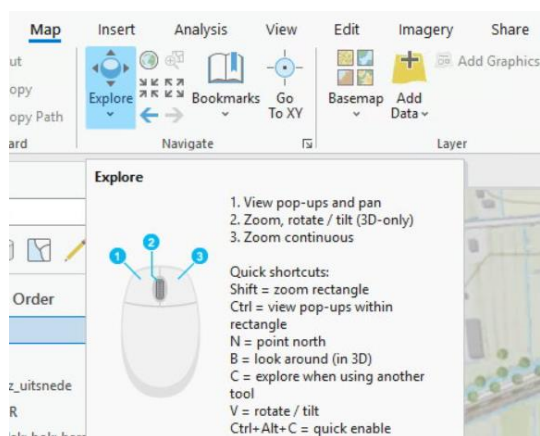 Map Insert Analysis View Edit Imagery Share
ut
opy
opy Path
ard
Explore
Bookmarks
Go
To XY
Navigate
Basemap
Add
Data
Add Graphics
Layer
Explore
1. View pop-ups and pan
2. Zoom, rotate / tilt (3D-only)
3. Zoom continuous
1
2
3
Quick shortcuts:
Shift = zoom rectangle
Ctrl = view pop-ups within
rectangle
N = point north
B = look around (in 3D)
C = explore when using another
tool
V = rotate / tilt
Ctrl+Alt+C = quick enable
Order
z_uitsnede
R